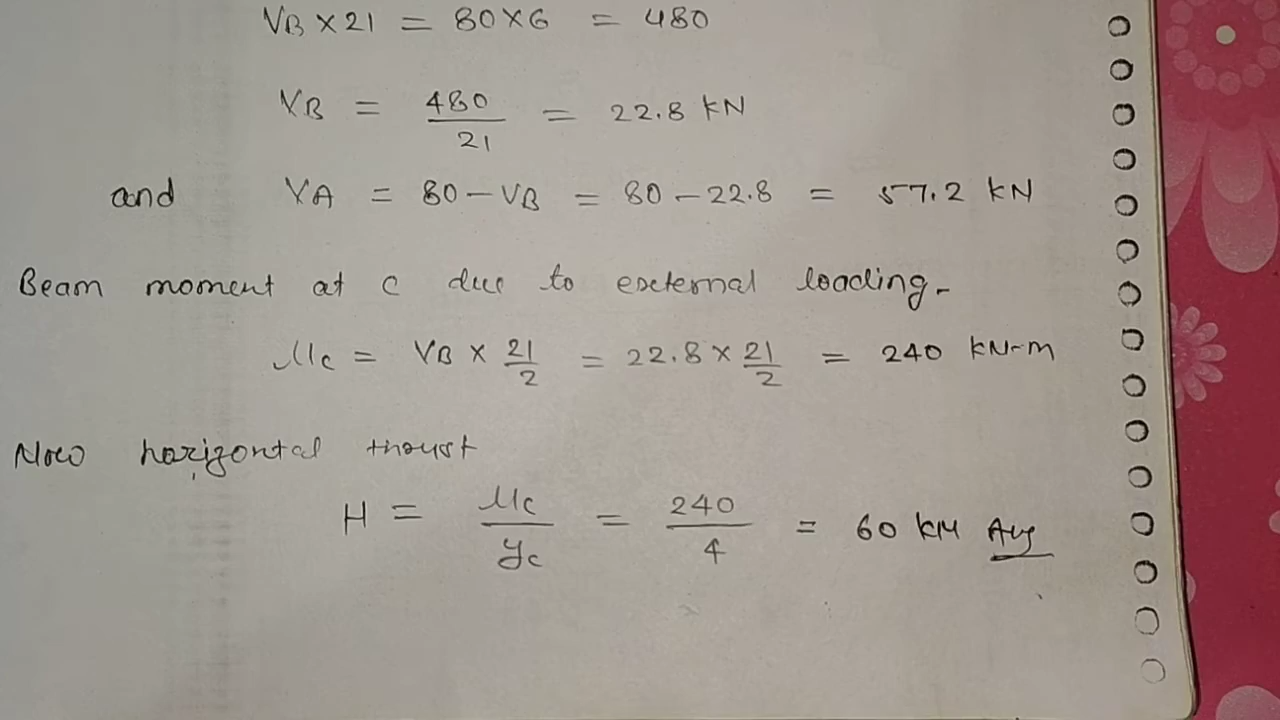 VB × 21 = 80×6 = 480
VB = 480/21 = 22.8 KN
and VA = 80 - VB = 80 - 22.8 = 57.2 KN
Beam moment at C due to external loading-
Mc = VB × 21/2 = 22.8 × 21/2 = 240 KN-m
Now horizontal thrust
H = Mc/yc = 240/4 = 60 KN Ans